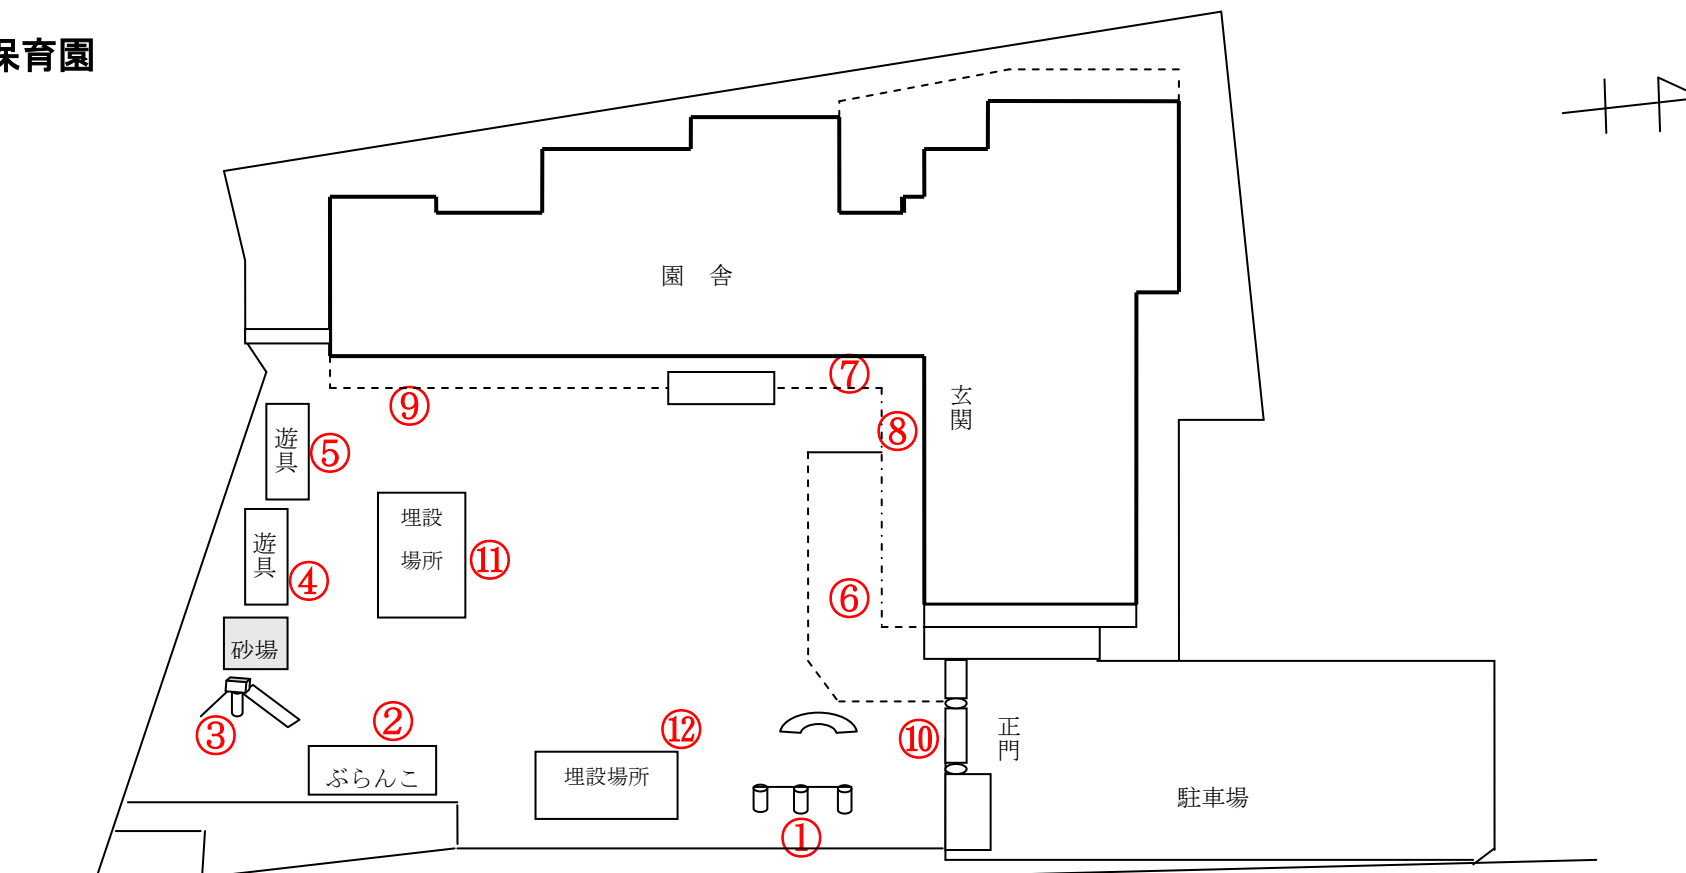 保育園
園 舎
⑦
玄関
⑨
⑧
遊具
⑤
埋設
場所
⑪
遊具
④
⑥
砂場
③
②
⑫
⑩
正門
ぶらんこ
埋設場所
駐車場
①